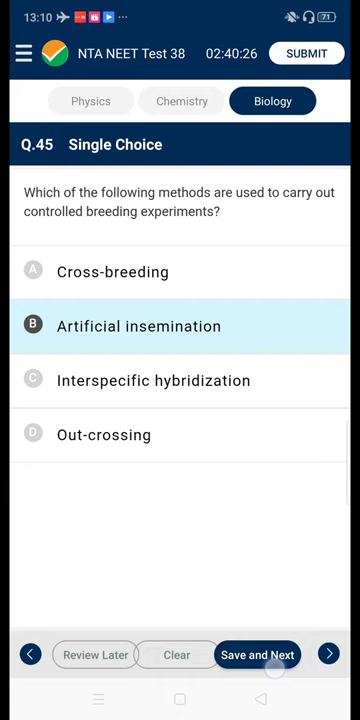 13:10 71
NTA NEET Test 38 02:40:26 SUBMIT
Physics Chemistry Biology
Q.45 Single Choice
Which of the following methods are used to carry out
controlled breeding experiments?
A Cross-breeding
B Artificial insemination
C Interspecific hybridization
D Out-crossing
Review Later Clear Save and Next